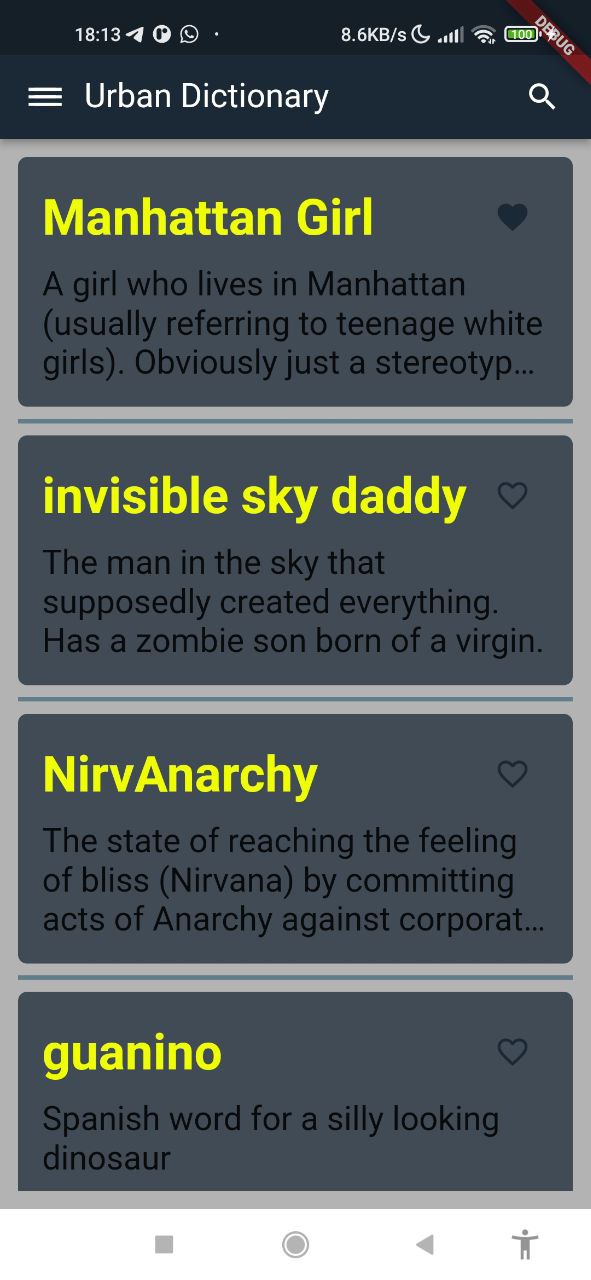 18:13
8.6KB/s
100
DEBUG
Urban Dictionary
Manhattan Girl
A girl who lives in Manhattan
(usually referring to teenage white
girls). Obviously just a stereotyp...
invisible sky daddy
The man in the sky that
supposedly created everything.
Has a zombie son born of a virgin.
NirvAnarchy
The state of reaching the feeling
of bliss (Nirvana) by committing
acts of Anarchy against corporat...
guanino
Spanish word for a silly looking
dinosaur